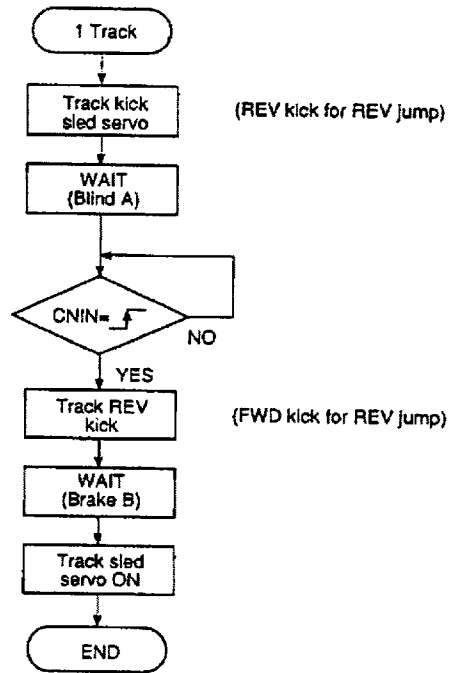 1 Track
Track kick
sled servo
(REV kick for REV jump)
WAIT
(Blind A)
CNIN=
NO
YES
Track REV
kick
(FWD kick for REV jump)
WAIT
(Brake B)
Track sled
servo ON
END